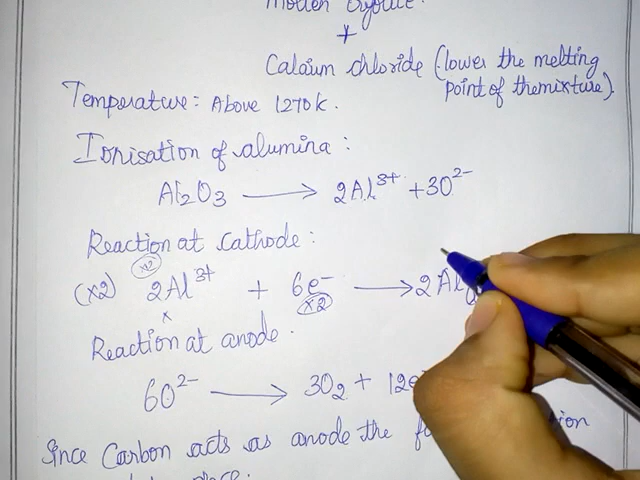 Molten Cryolite.
+
Calcium chloride (lower the melting
point of the mixture).
Temperature: Above 1270K.
Ionisation of alumina:
Al2O3 ⟶ 2Al³⁺ + 3O²⁻
Reaction at Cathode:
x2
(x2) 2Al³⁺ + 6e⁻ ⟶ 2Al
x x2
Reaction at anode.
6O²⁻ ⟶ 3O2 + 12e
Since Carbon acts as anode the
place.